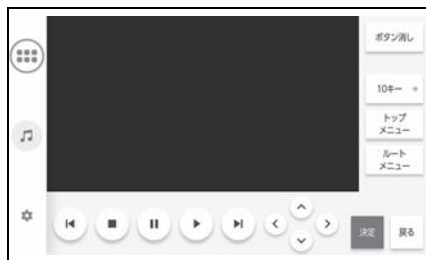 ボタン消し
10キー
トップ
メニュー
ルート
メニュー
決定
戻る